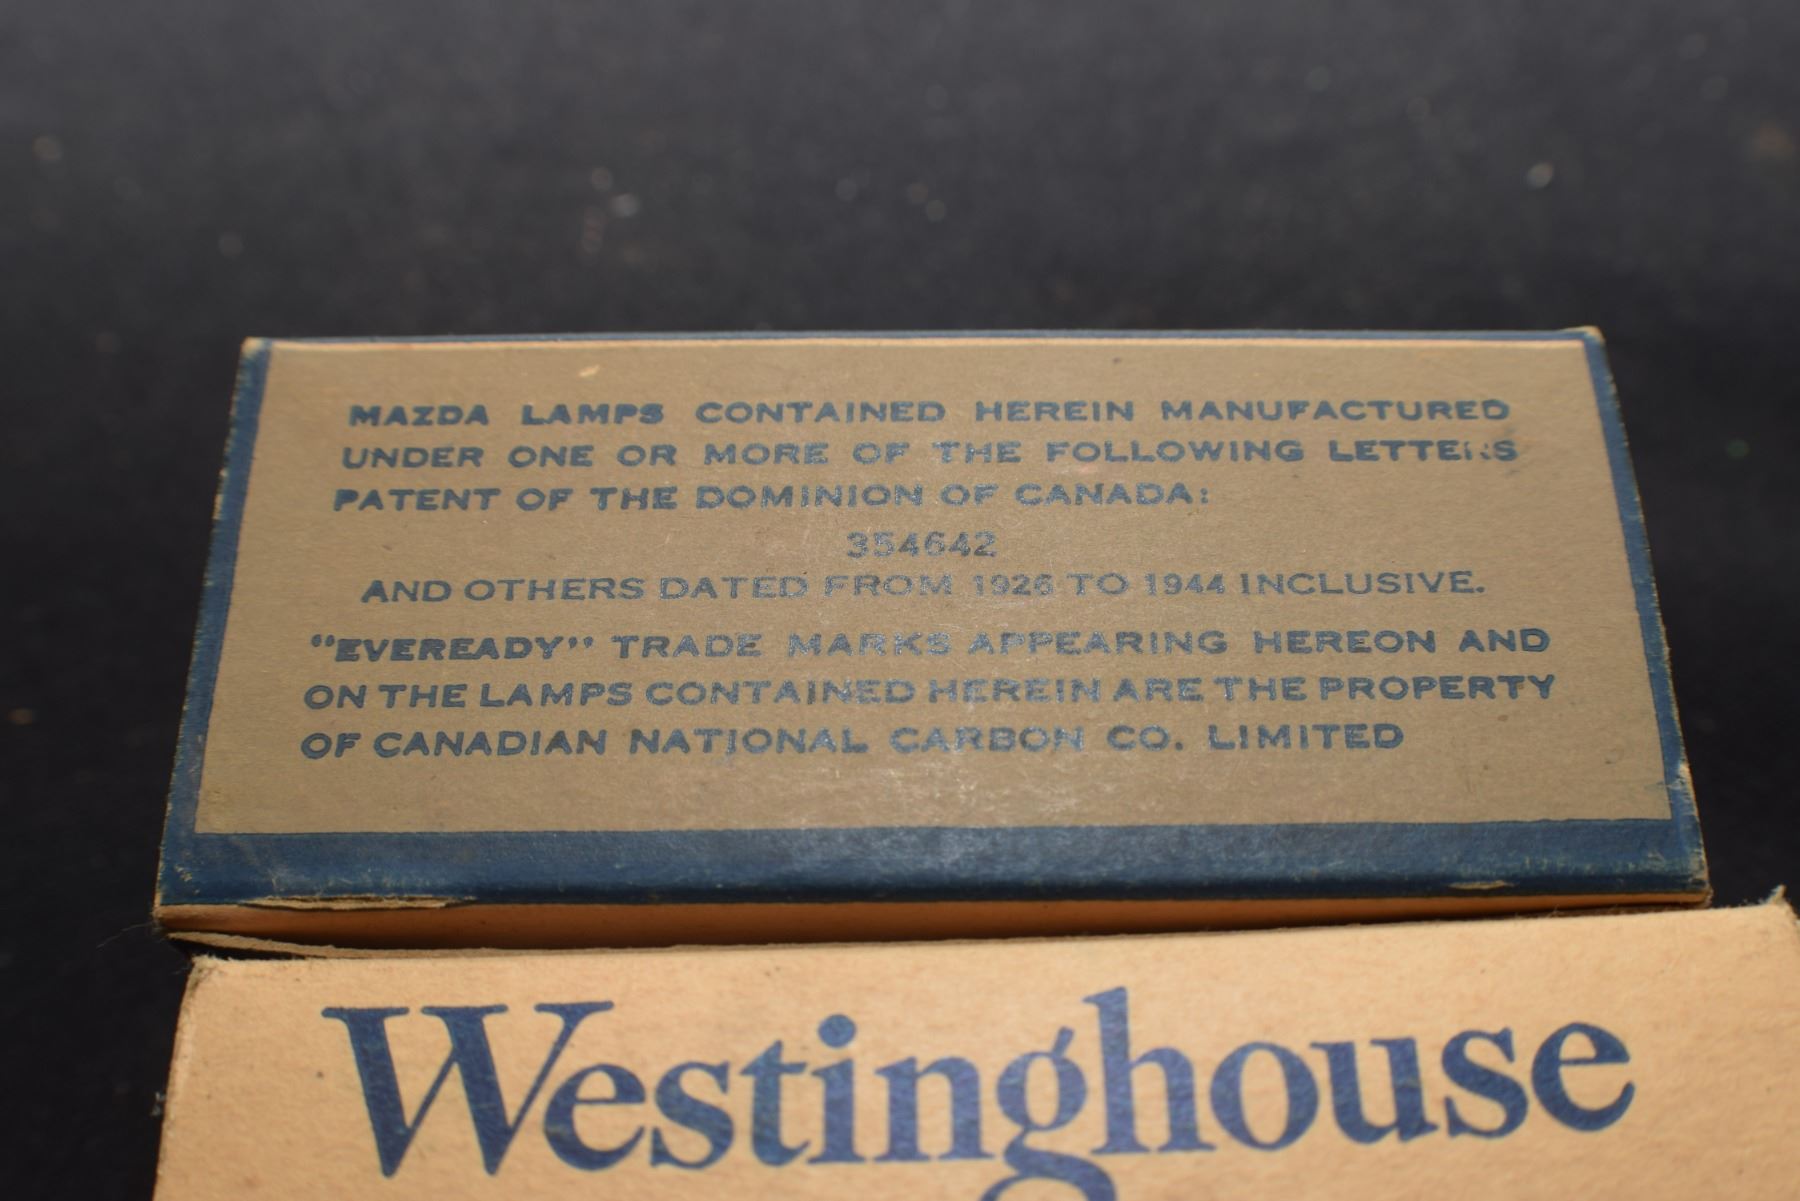 MAZDA LAMPS CONTAINED HEREIN MANUFACTURED
UNDER ONE OR MORE OF THE FOLLOWING LETTERS
PATENT OF THE DOMINION OF CANADA:
354642
AND OTHERS DATED FROM 1926 TO 1944 INCLUSIVE.
"EVEREADY" TRADE MARKS APPEARING HEREON AND
ON THE LAMPS CONTAINED HEREIN ARE THE PROPERTY
OF CANADIAN NATIONAL CARBON CO. LIMITED
Westinghouse